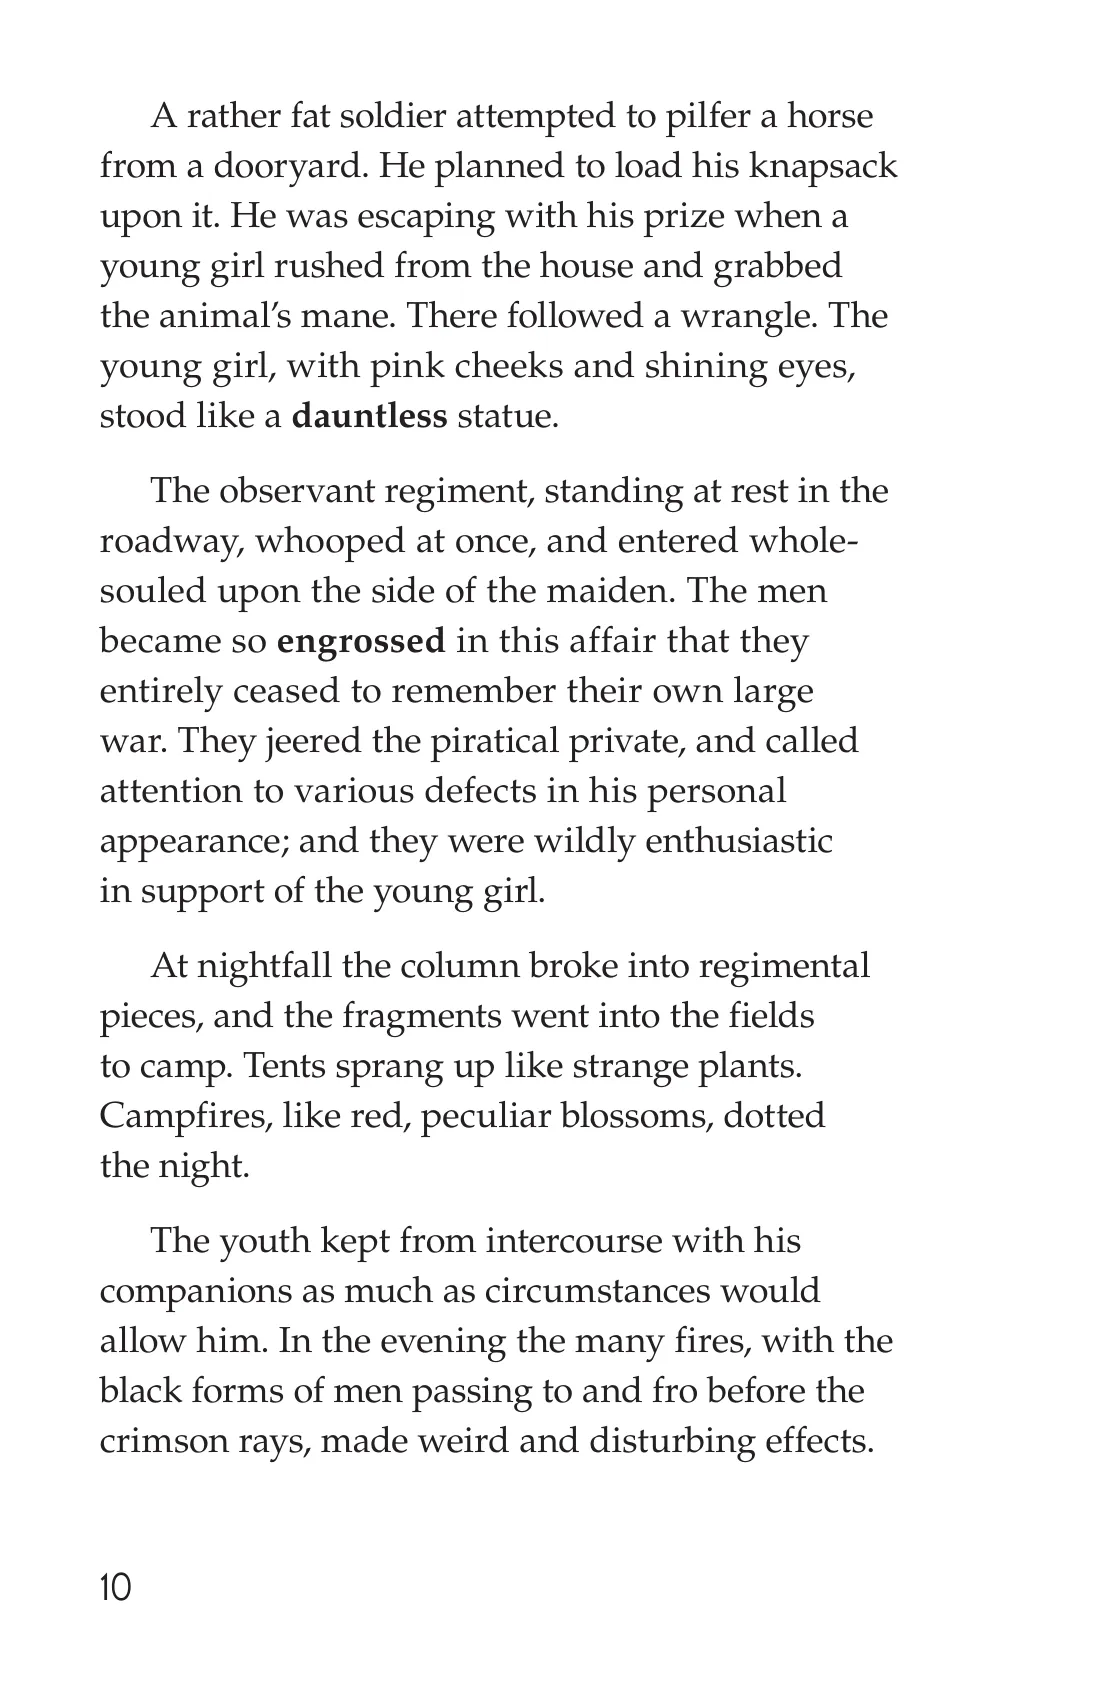 A rather fat soldier attempted to pilfer a horse
from a dooryard. He planned to load his knapsack
upon it. He was escaping with his prize when a
young girl rushed from the house and grabbed
the animal’s mane. There followed a wrangle. The
young girl, with pink cheeks and shining eyes,
stood like a dauntless statue.
The observant regiment, standing at rest in the
roadway, whooped at once, and entered whole-
souled upon the side of the maiden. The men
became so engrossed in this affair that they
entirely ceased to remember their own large
war. They jeered the piratical private, and called
attention to various defects in his personal
appearance; and they were wildly enthusiastic
in support of the young girl.
At nightfall the column broke into regimental
pieces, and the fragments went into the fields
to camp. Tents sprang up like strange plants.
Campfires, like red, peculiar blossoms, dotted
the night.
The youth kept from intercourse with his
companions as much as circumstances would
allow him. In the evening the many fires, with the
black forms of men passing to and fro before the
crimson rays, made weird and disturbing effects.
10